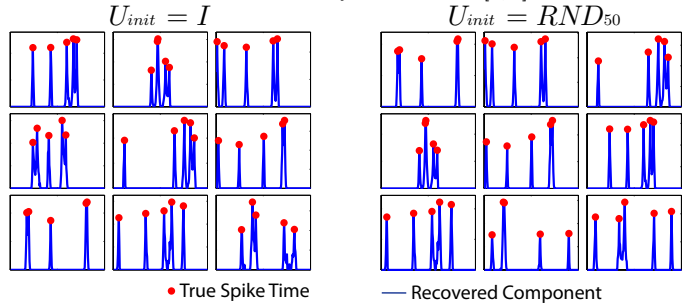 U_init = I
U_init = RND_50
True Spike Time
Recovered Component